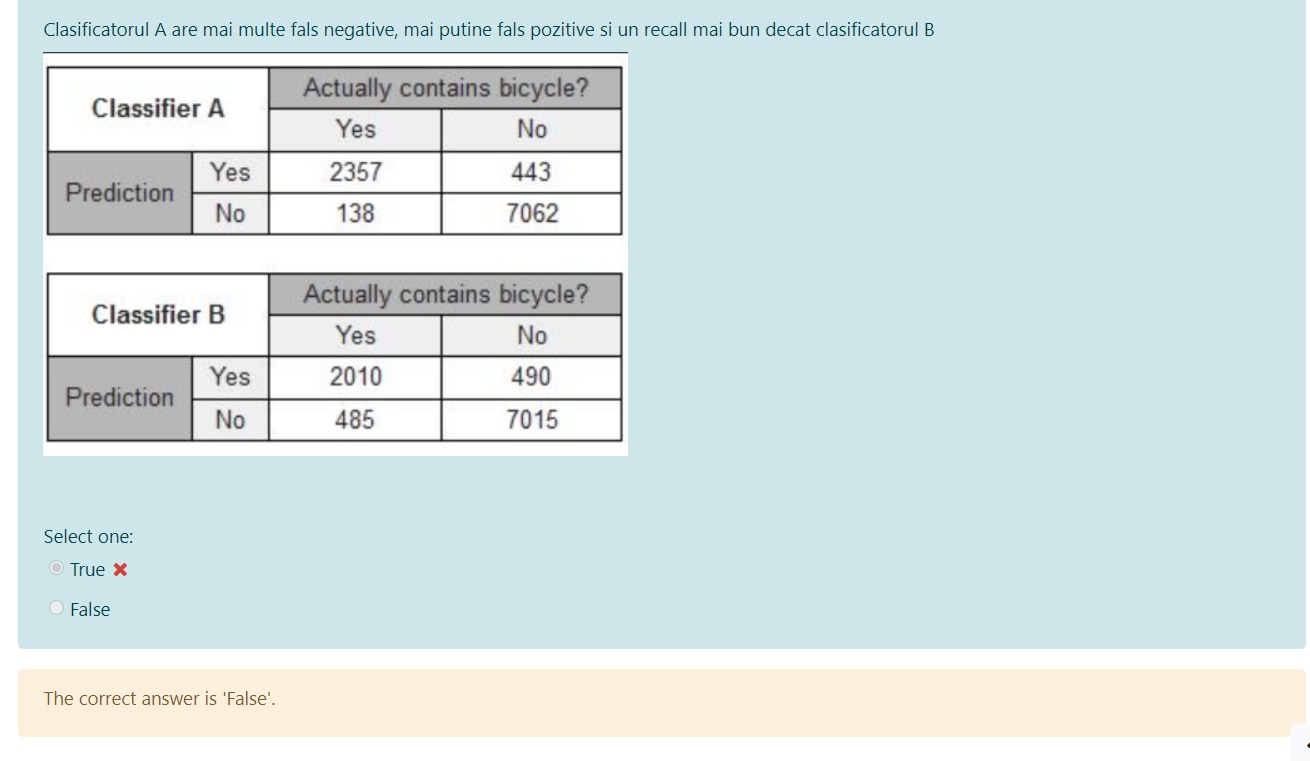 Clasificatorul A are mai multe fals negative, mai putine fals pozitive si un recall mai bun decat clasificatorul B
Classifier A
Actually contains bicycle?
Yes No
Prediction
Yes 2357 443
No 138 7062
Classifier B
Actually contains bicycle?
Yes No
Prediction
Yes 2010 490
No 485 7015
Select one:
True
False
The correct answer is 'False'.